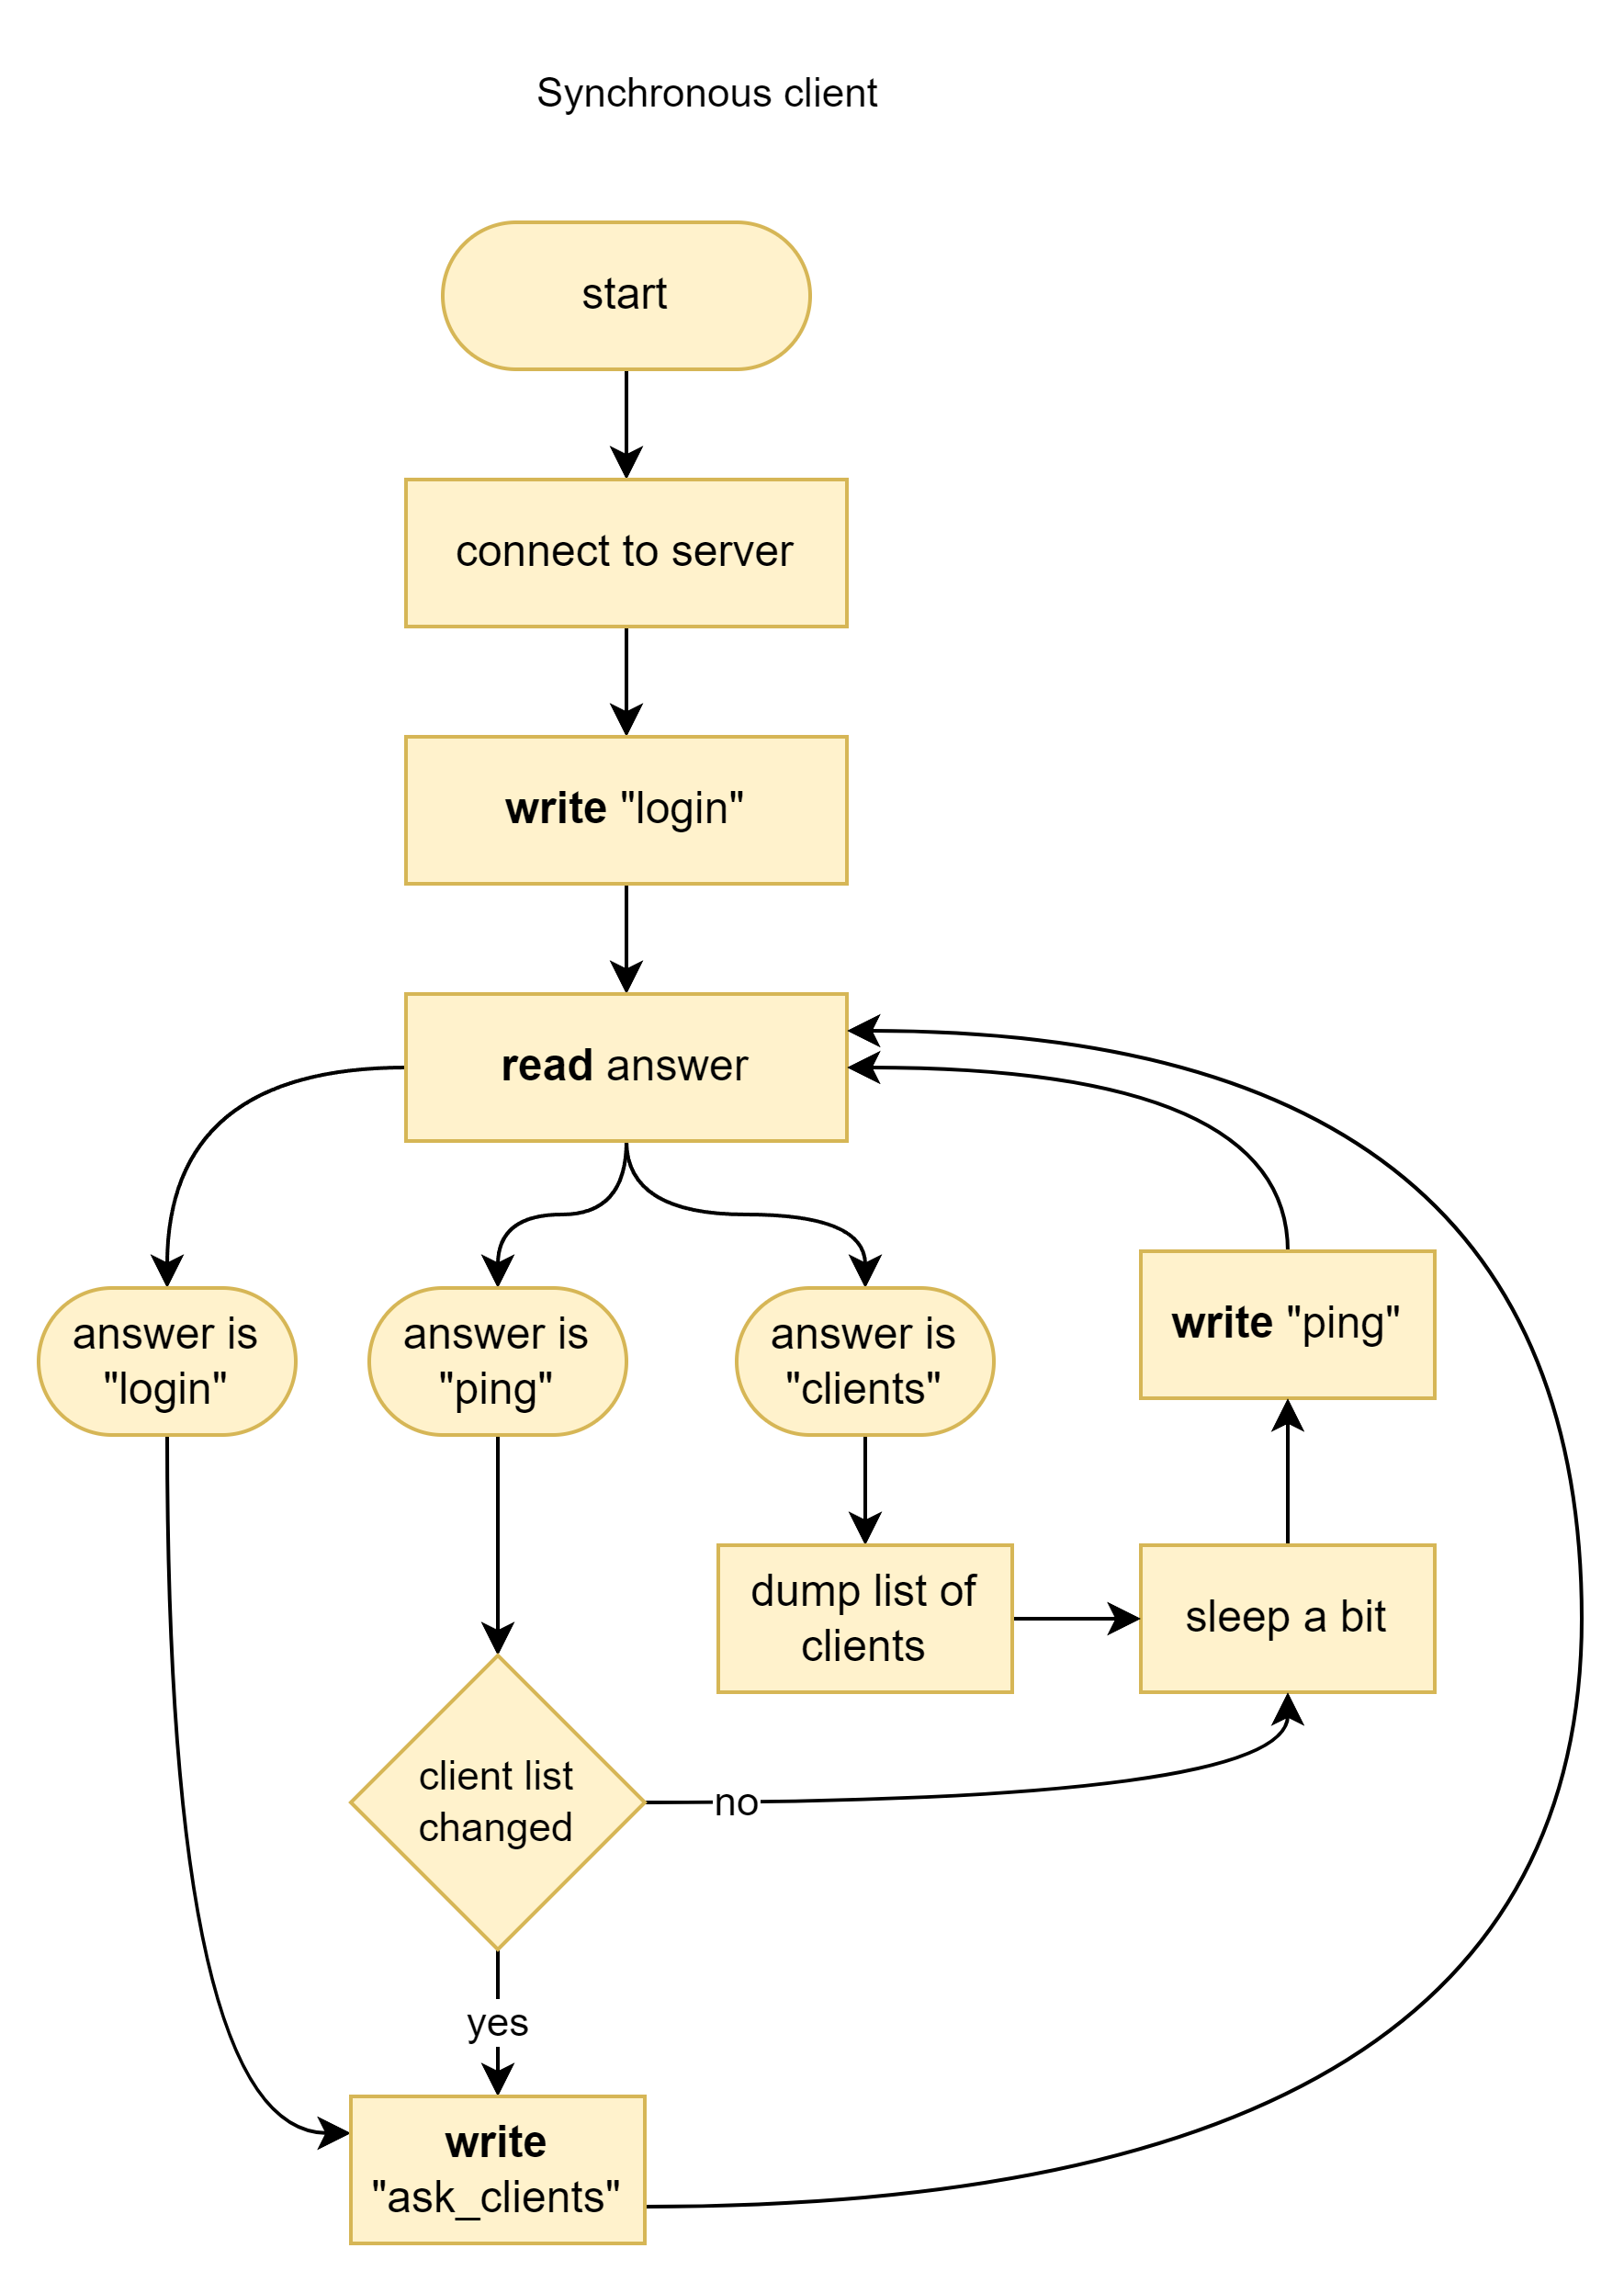 Synchronous client
start
connect to server
write "login"
read answer
answer is
"login"
answer is
"ping"
answer is
"clients"
write "ping"
dump list of
clients
sleep a bit
client list
changed
no
yes
write
"ask_clients"